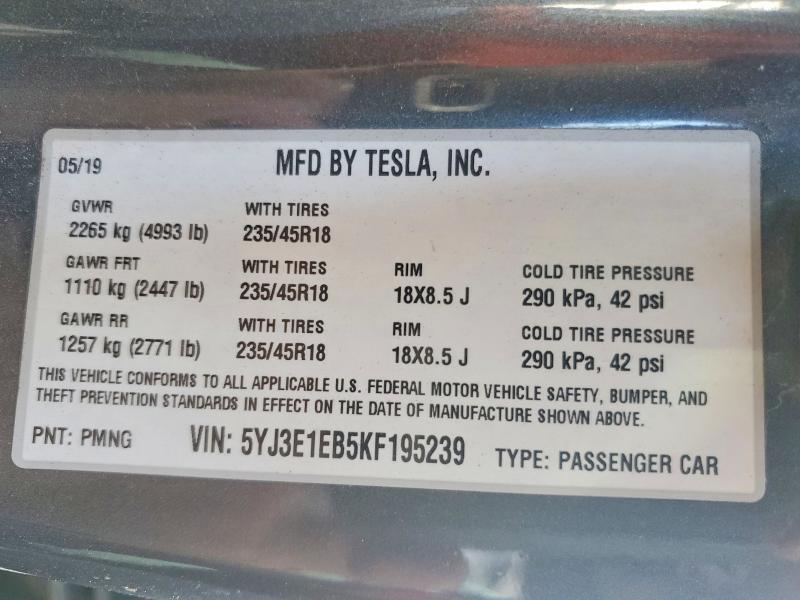 05/19 MFD BY TESLA, INC.
GVWR WITH TIRES
2265 kg (4993 lb) 235/45R18
GAWR FRT WITH TIRES RIM COLD TIRE PRESSURE
1110 kg (2447 lb) 235/45R18 18X8.5 J 290 kPa, 42 psi
GAWR RR WITH TIRES RIM COLD TIRE PRESSURE
1257 kg (2771 lb) 235/45R18 18X8.5 J 290 kPa, 42 psi
THIS VEHICLE CONFORMS TO ALL APPLICABLE U.S. FEDERAL MOTOR VEHICLE SAFETY, BUMPER, AND
THEFT PREVENTION STANDARDS IN EFFECT ON THE DATE OF MANUFACTURE SHOWN ABOVE.
PNT: PMNG VIN: 5YJ3E1EB5KF195239 TYPE: PASSENGER CAR